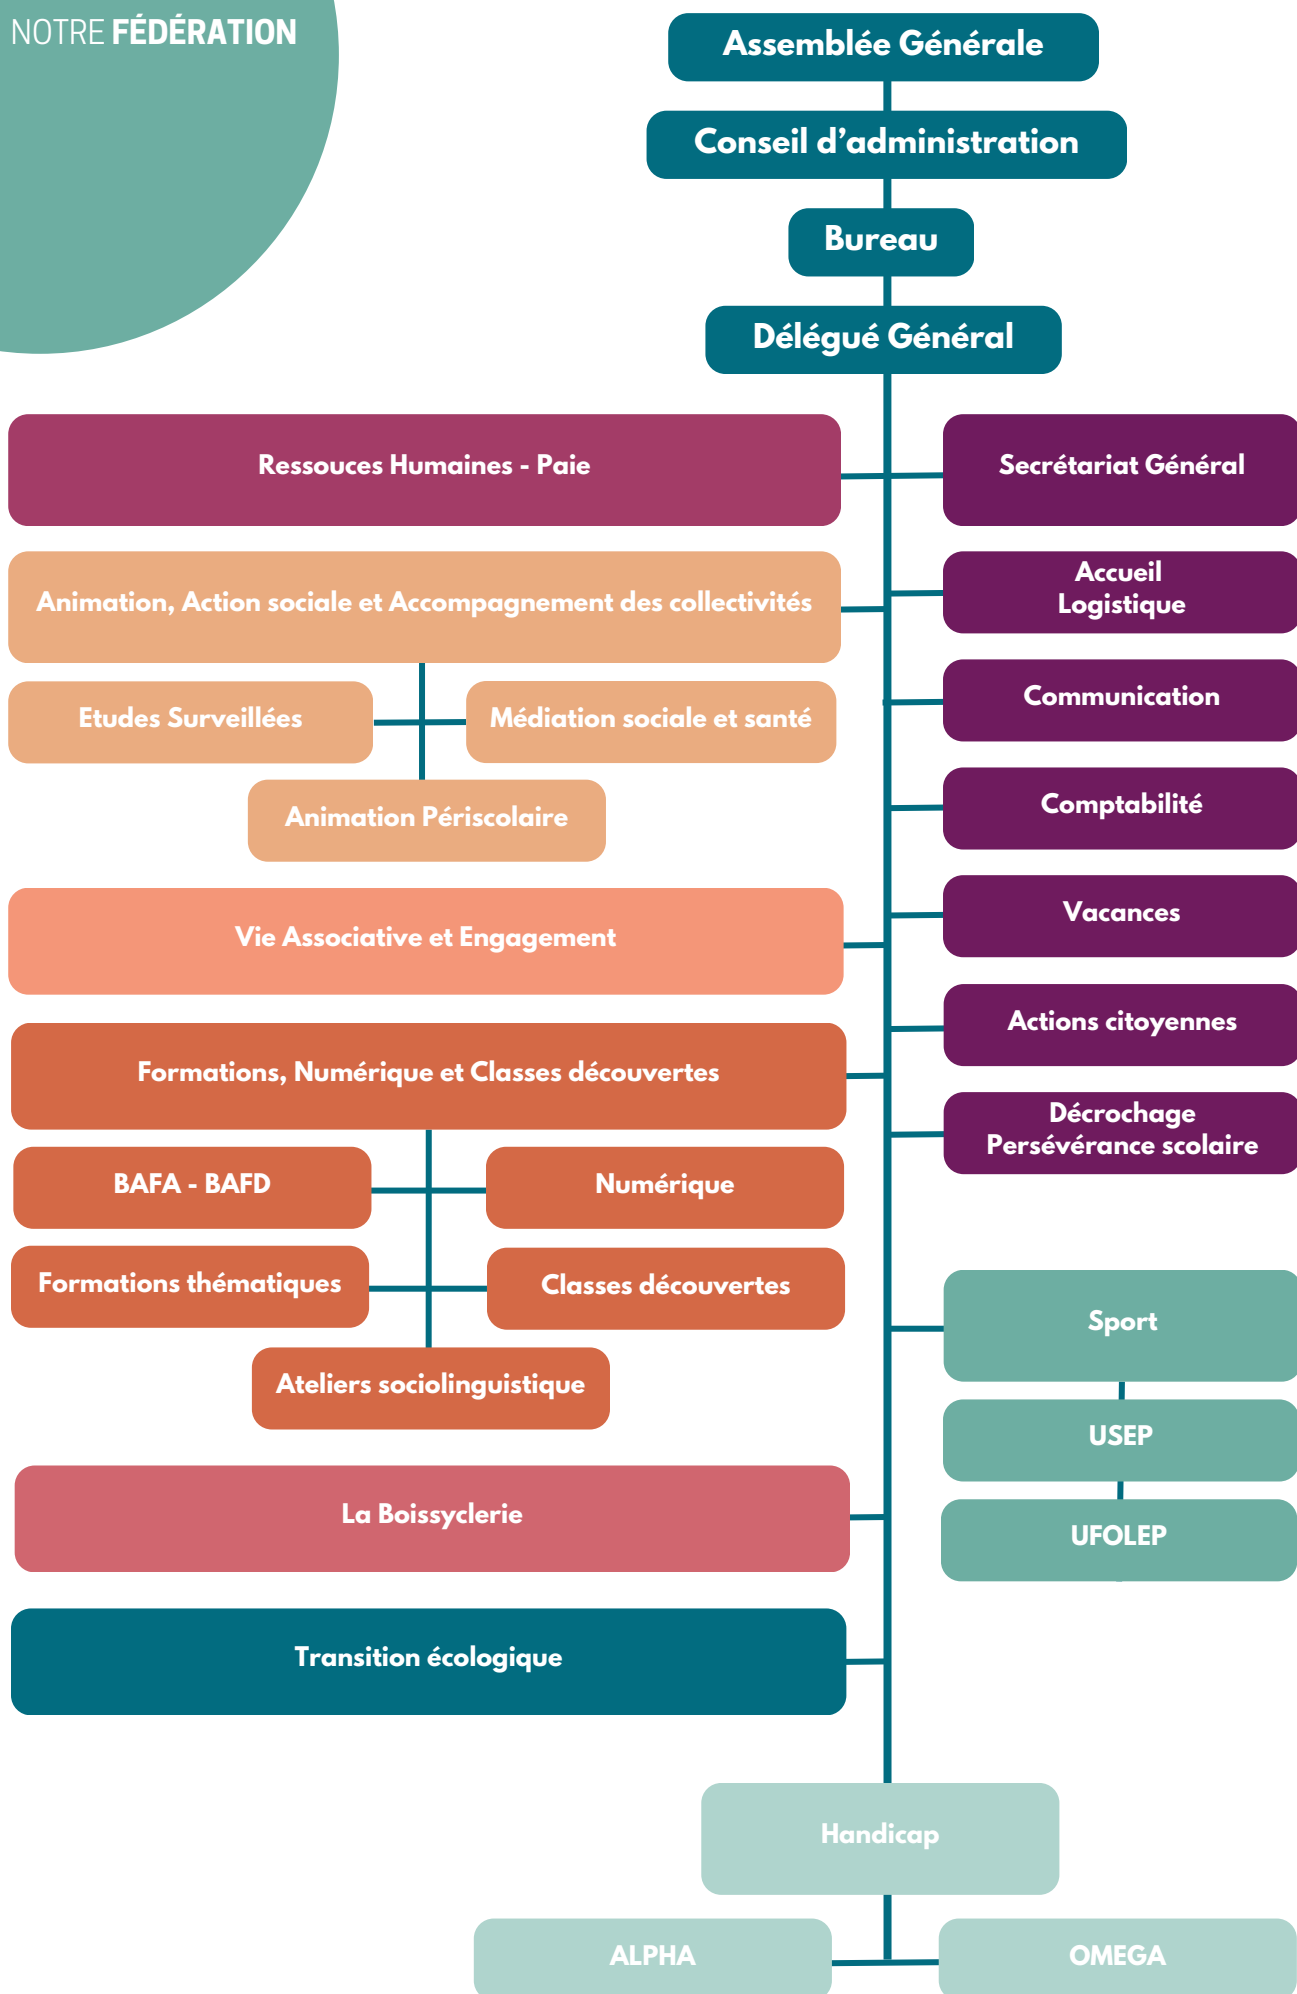 NOTRE FÉDÉRATION
Assemblée Générale
Conseil d’administration
Bureau
Délégué Général
Ressouces Humaines - Paie
Secrétariat Général
Animation, Action sociale et Accompagnement des collectivités
Accueil
Logistique
Etudes Surveillées
Médiation sociale et santé
Communication
Animation Périscolaire
Comptabilité
Vie Associative et Engagement
Vacances
Formations, Numérique et Classes découvertes
Actions citoyennes
Décrochage
Persévérance scolaire
BAFA - BAFD
Numérique
Formations thématiques
Classes découvertes
Sport
Ateliers sociolinguistique
USEP
La Boissyclerie
UFOLEP
Transition écologique
Handicap
ALPHA
OMEGA